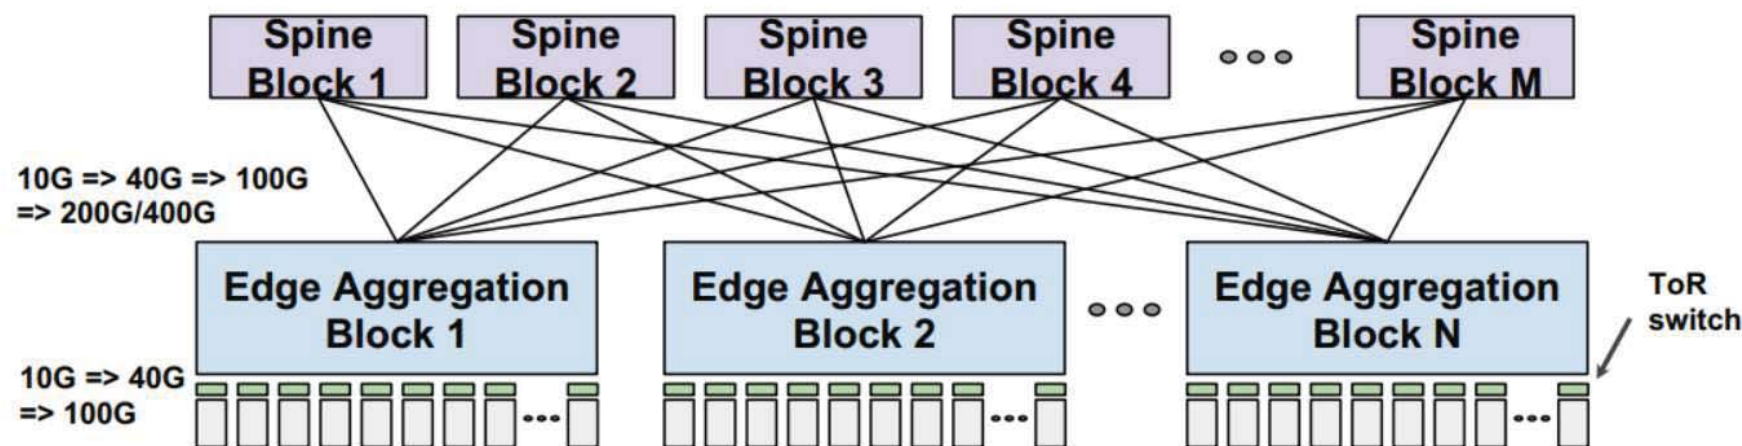 Spine
Block 1
Spine
Block 2
Spine
Block 3
Spine
Block 4
Spine
Block M
10G => 40G => 100G
=> 200G/400G
Edge Aggregation
Block 1
Edge Aggregation
Block 2
Edge Aggregation
Block N
ToR
switch
10G => 40G
=> 100G